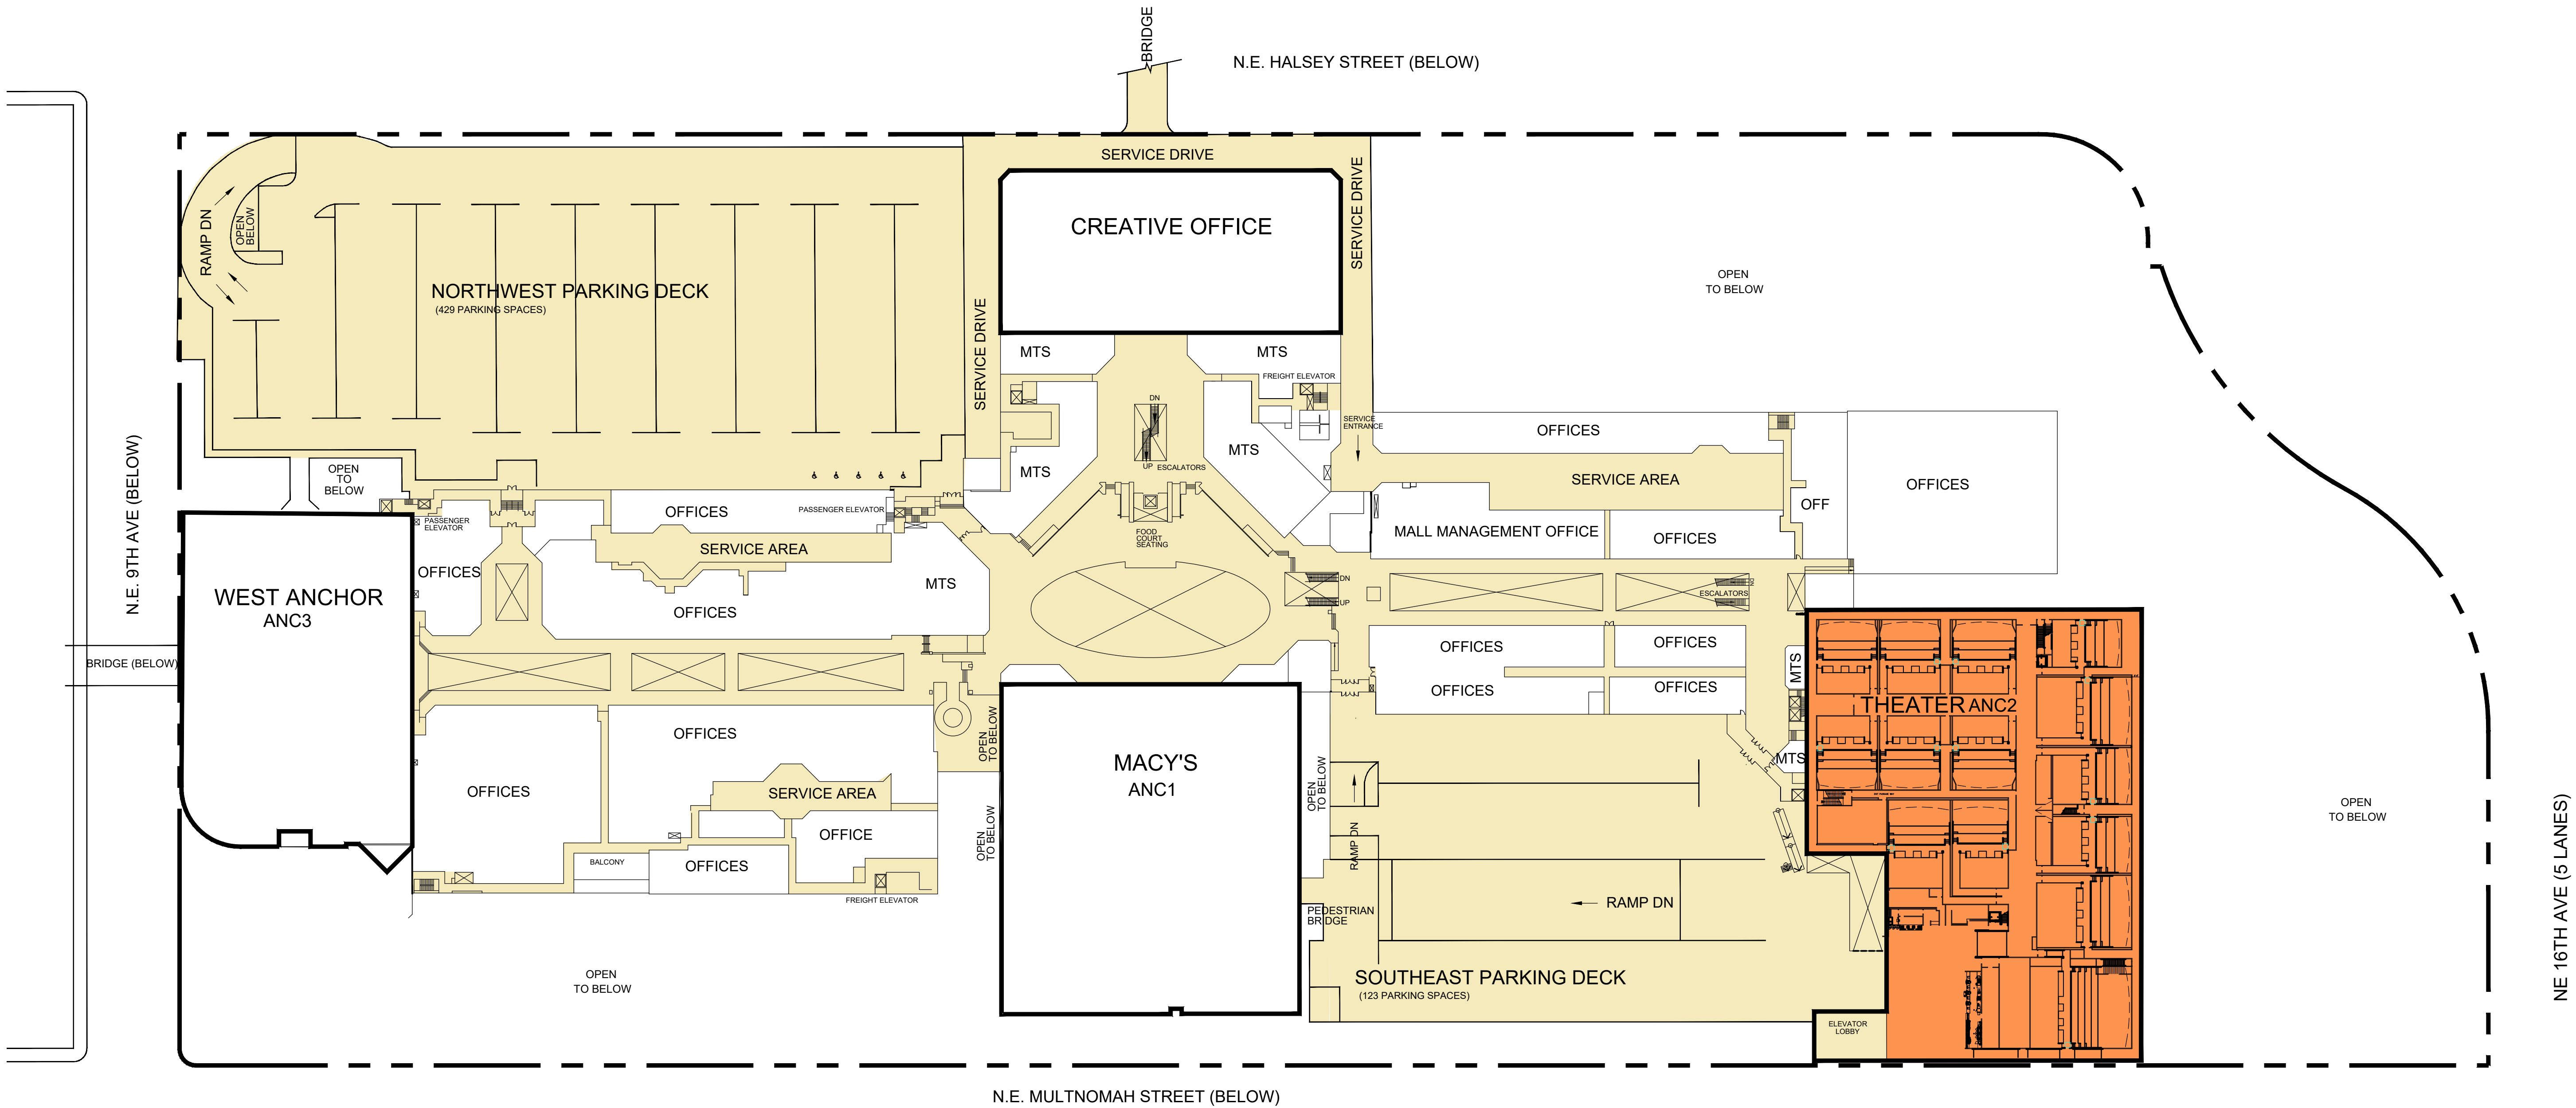 BRIDGE
N.E. HALSEY STREET (BELOW)
SERVICE DRIVE
SERVICE DRIVE
SERVICE DRIVE
CREATIVE OFFICE
RAMP DN
OPEN
BELOW
NORTHWEST PARKING DECK
(429 PARKING SPACES)
OPEN
TO BELOW
MTS
MTS
FREIGHT ELEVATOR
DN
UP
ESCALATORS
MTS
MTS
SERVICE
ENTRANCE
OFFICES
SERVICE AREA
OFFICES
OFF
MALL MANAGEMENT OFFICE
OFFICES
N.E. 9TH AVE (BELOW)
OPEN
TO
BELOW
PASSENGER
ELEVATOR
OFFICES
PASSENGER ELEVATOR
FOOD
COURT
SEATING
SERVICE AREA
OFFICES
OFFICES
MTS
DN
UP
ESCALATORS
DN
WEST ANCHOR
ANC3
BRIDGE (BELOW)
OFFICES
OFFICES
OFFICES
OFFICES
MTS
THEATER ANC2
MTS
OFFICES
OFFICES
OPEN
TO BELOW
MACY'S
ANC1
OPEN
TO BELOW
SERVICE AREA
OFFICE
OPEN
TO BELOW
BALCONY
OFFICES
FREIGHT ELEVATOR
RAMP DN
RAMP DN
PEDESTRIAN
BRIDGE
SOUTHEAST PARKING DECK
(123 PARKING SPACES)
ELEVATOR
LOBBY
OPEN
TO BELOW
OPEN
TO BELOW
NE 16TH AVE (5 LANES)
N.E. MULTNOMAH STREET (BELOW)